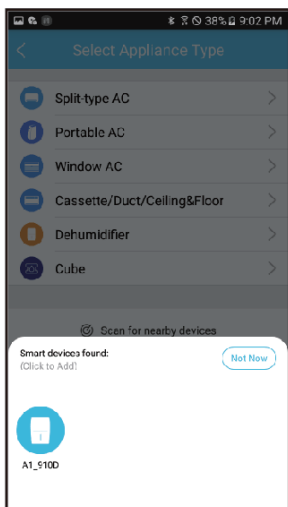 38% 9:02 PM
Select Appliance Type
Split-type AC
Portable AC
Window AC
Cassette/Duct/Ceiling&Floor
Dehumidifier
Cube
Scan for nearby devices
Smart devices found:
(Click to Add)
Not Now
A1_910D